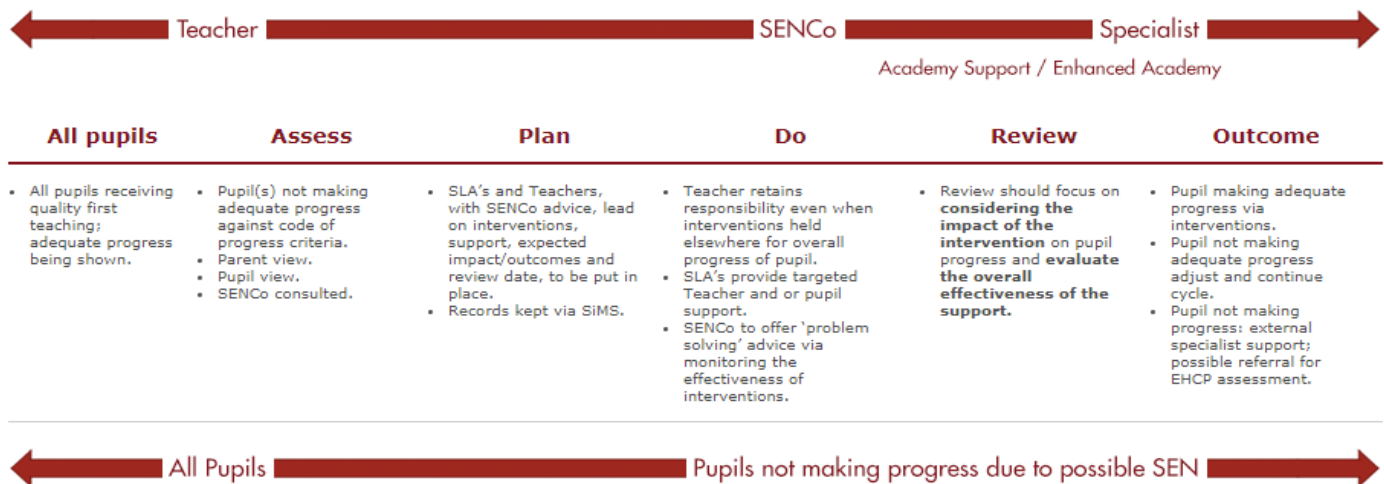 Teacher SENCo Specialist
Academy Support / Enhanced Academy
All pupils Assess Plan Do Review Outcome
• All pupils receiving
quality first
teaching;
adequate progress
being shown.
• Pupil(s) not making
adequate progress
against code of
progress criteria.
• Parent view.
• Pupil view.
• SENCo consulted.
• SLA's and Teachers,
with SENCo advice, lead
on interventions,
support, expected
impact/outcomes and
review date, to be put in
place.
• Records kept via SiMS.
• Teacher retains
responsibility even when
interventions held
elsewhere for overall
progress of pupil.
• SLA's provide targeted
Teacher and or pupil
support.
• SENCo to offer 'problem
solving' advice via
monitoring the
effectiveness of
interventions.
• Review should focus on
considering the
impact of the
intervention on pupil
progress and evaluate
the overall
effectiveness of the
support.
• Pupil making adequate
progress via
interventions.
• Pupil not making
adequate progress
adjust and continue
cycle.
• Pupil not making
progress: external
specialist support;
possible referral for
EHCP assessment.
All Pupils Pupils not making progress due to possible SEN